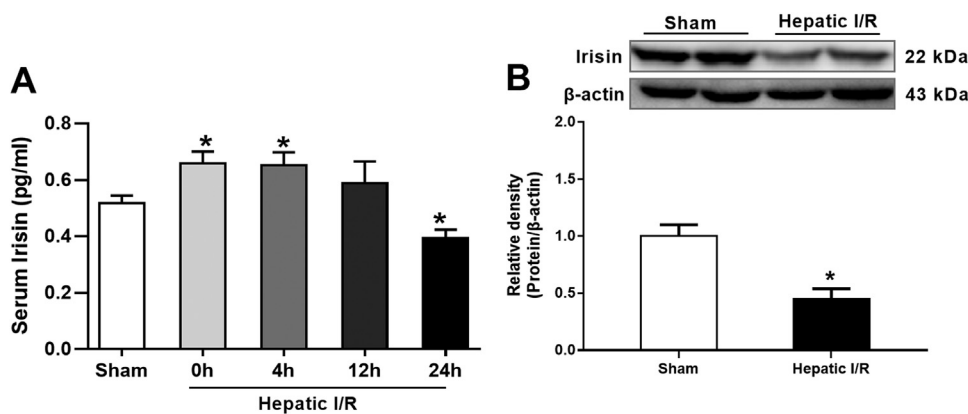 A
Serum Irisin (pg/ml)
0.8
0.6
0.4
0.2
0.0
*
*
*
Sham 0h 4h 12h 24h
Hepatic I/R
B
Sham Hepatic I/R
Irisin 22 kDa
β-actin 43 kDa
Relative density
(Protein/β-actin)
2.0
1.5
1.0
0.5
0.0
*
Sham Hepatic I/R